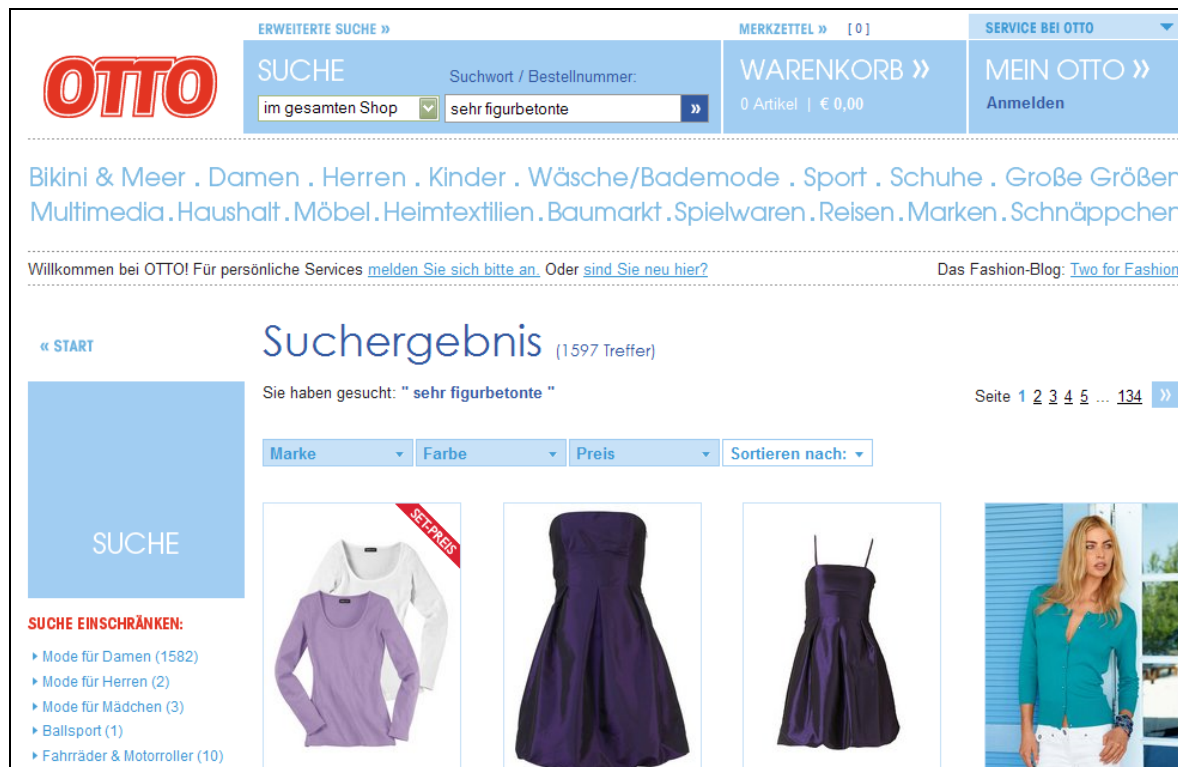 ERWEITERTE SUCHE »
MERKZETTEL » [ 0 ]
SERVICE BEI OTTO
OTTO
SUCHE
Suchwort / Bestellnummer:
im gesamten Shop
sehr figurbetonte
»
WARENKORB »
0 Artikel | € 0,00
MEIN OTTO »
Anmelden
Bikini & Meer . Damen . Herren . Kinder . Wäsche/Bademode . Sport . Schuhe . Große Größen
Multimedia . Haushalt . Möbel . Heimtextilien . Baumarkt . Spielwaren . Reisen . Marken . Schnäppchen
Willkommen bei OTTO! Für persönliche Services melden Sie sich bitte an. Oder sind Sie neu hier?
Das Fashion-Blog: Two for Fashion
« START
Suchergebnis (1597 Treffer)
Sie haben gesucht: " sehr figurbetonte "
Seite 1 2 3 4 5 ... 134 »
Marke
Farbe
Preis
Sortieren nach:
SUCHE
SET-PREIS
SUCHE EINSCHRÄNKEN:
Mode für Damen (1582)
Mode für Herren (2)
Mode für Mädchen (3)
Ballsport (1)
Fahrräder & Motorroller (10)